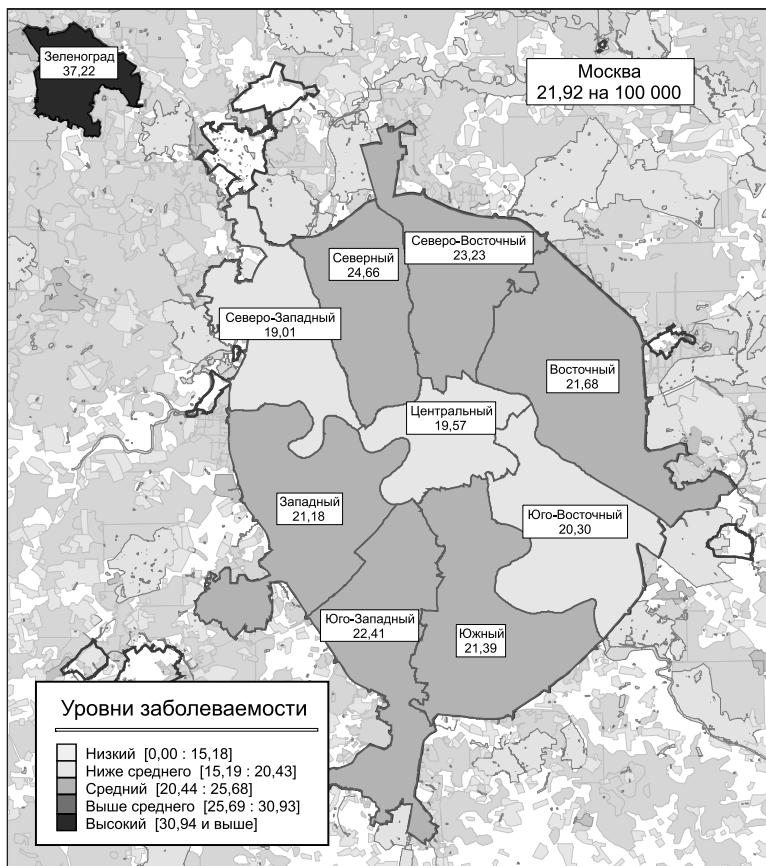 Зеленоград
37,22
Москва
21,92 на 100 000
Северо-Восточный
23,23
Северный
24,66
Северо-Западный
19,01
Восточный
21,68
Центральный
19,57
Западный
21,18
Юго-Восточный
20,30
Юго-Западный
22,41
Южный
21,39
Уровни заболеваемости
Низкий [0,00 : 15,18]
Ниже среднего [15,19 : 20,43]
Средний [20,44 : 25,68]
Выше среднего [25,69 : 30,93]
Высокий [30,94 и выше]